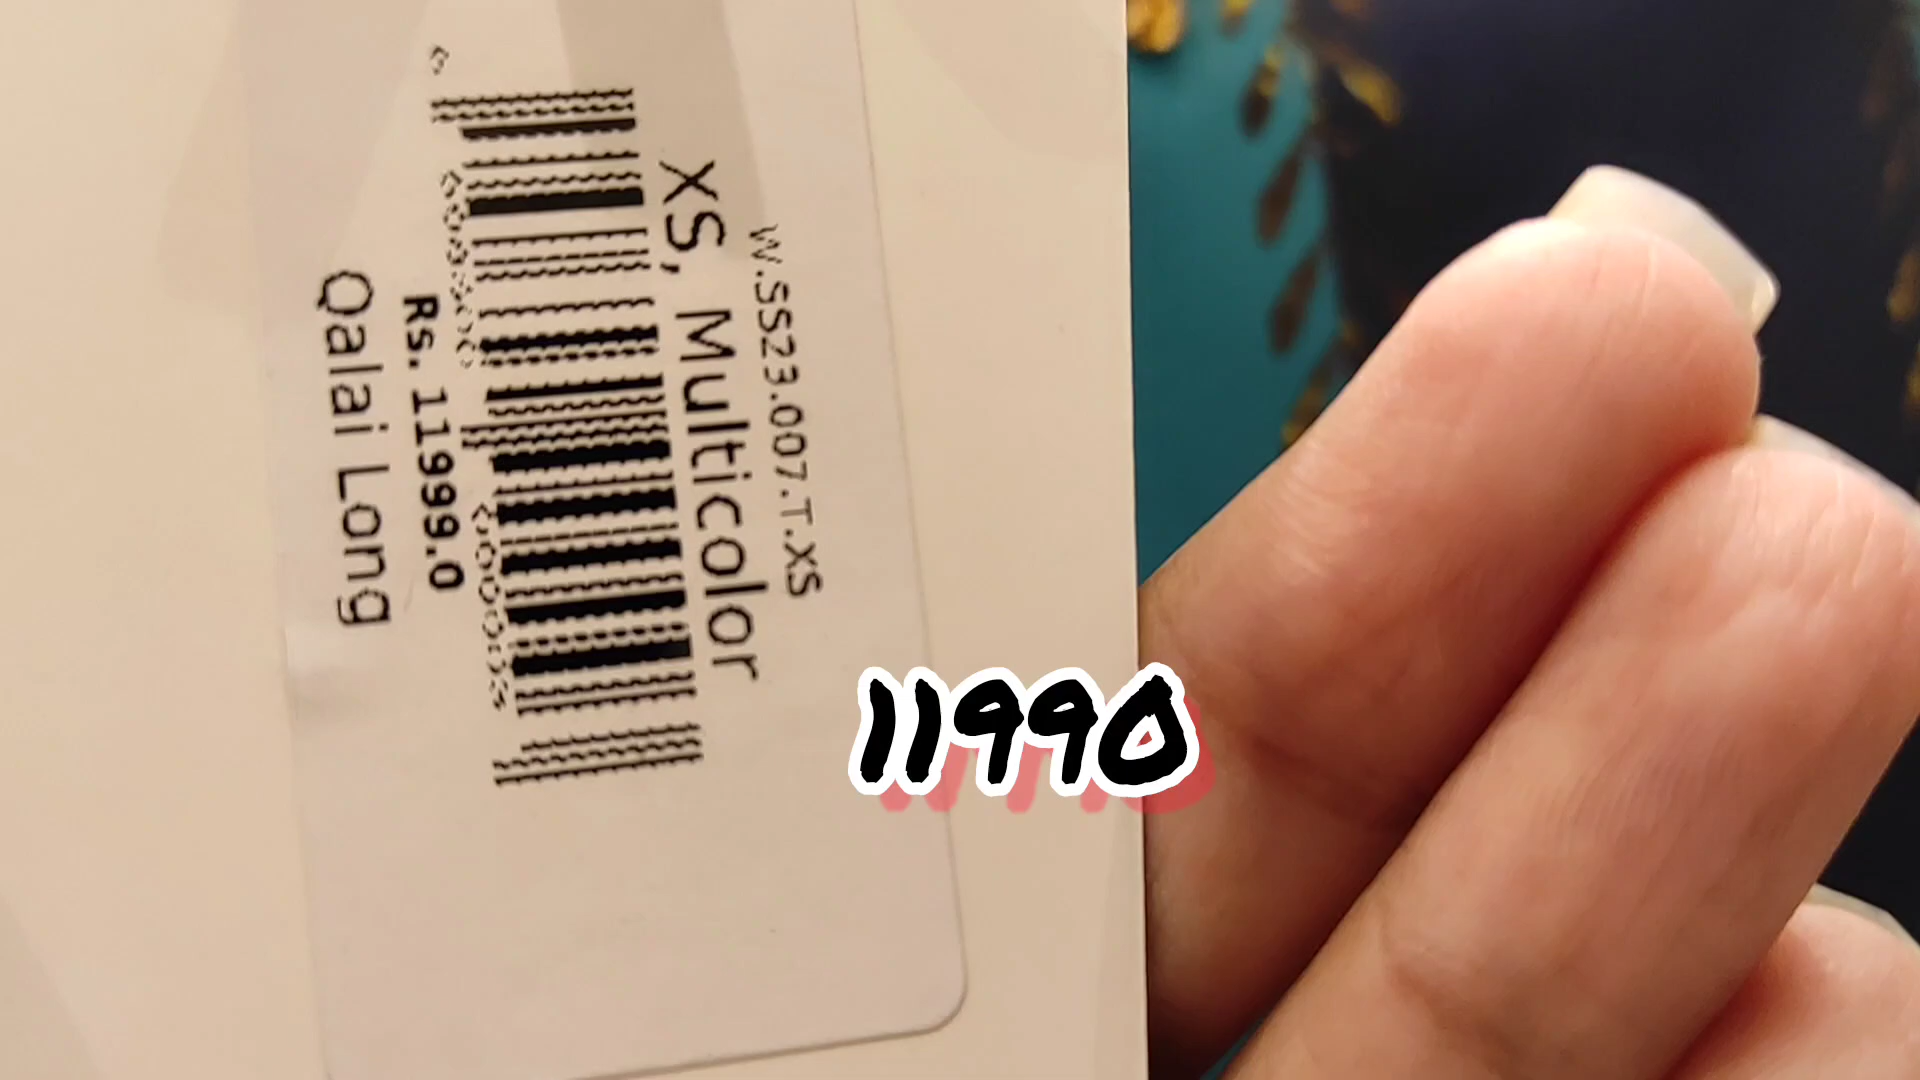 W.SS23.007.T.XS
XS, Multicolor
Rs. 11999.0
Qalai Long
11990